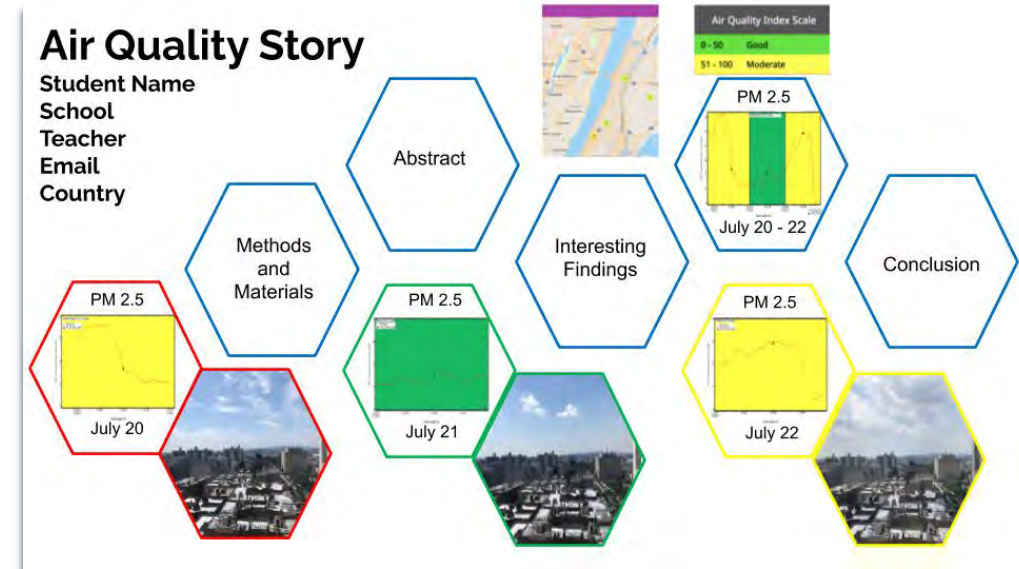 Air Quality Story
Student Name
School
Teacher
Email
Country
Air Quality Index Scale
0 - 50 Good
51 - 100 Moderate
Abstract
PM 2.5
July 20 - 22
Methods
and
Materials
Interesting
Findings
Conclusion
PM 2.5
July 20
PM 2.5
July 21
PM 2.5
July 22